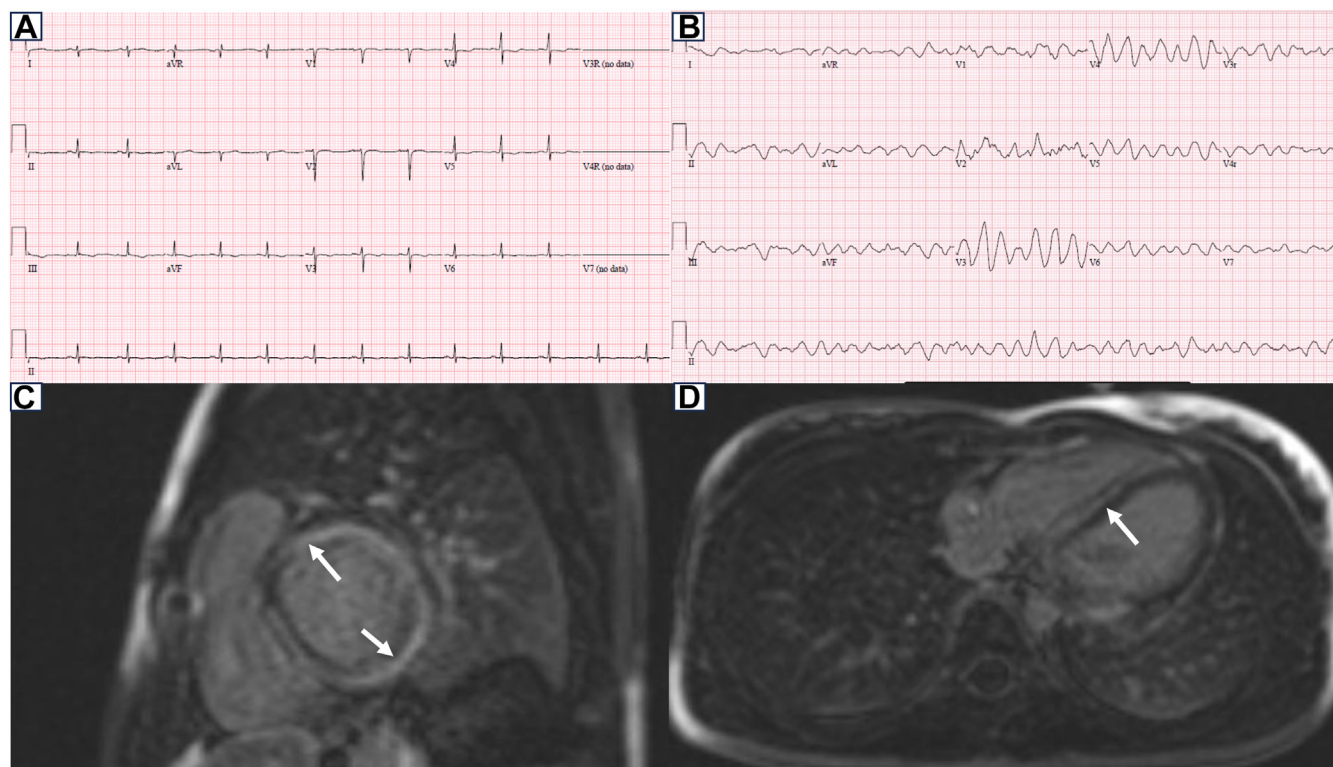 A
I aVR V1 V4 V3R (no data)
II aVL V2 V5 V4R (no data)
III aVF V3 V6 V7 (no data)
II
B
I aVR V1 V4 V3r
II aVL V2 V5 V4r
III aVF V3 V6 V7
II
C
D